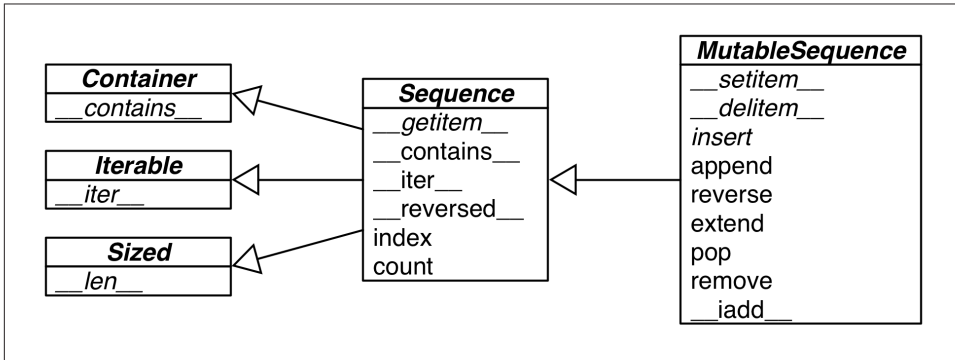 Container
__contains__
Iterable
__iter__
Sized
__len__
Sequence
__getitem__
__contains__
__iter__
__reversed__
index
count
MutableSequence
__setitem__
__delitem__
insert
append
reverse
extend
pop
remove
__iadd__